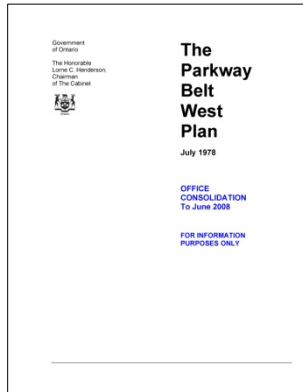 Government
of Ontario
The Honorable
Lorne C. Henderson,
Chairman
of The Cabinet
The
Parkway
Belt
West
Plan
July 1978
OFFICE
CONSOLIDATION
To June 2008
FOR INFORMATION
PURPOSES ONLY